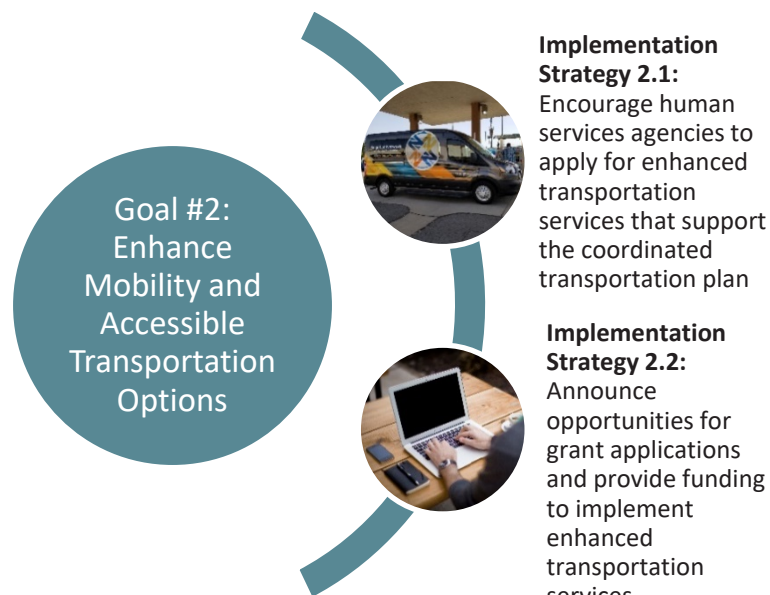 Goal #2:
Enhance
Mobility and
Accessible
Transportation
Options
Implementation
Strategy 2.1:
Encourage human
services agencies to
apply for enhanced
transportation
services that support
the coordinated
transportation plan
Implementation
Strategy 2.2:
Announce
opportunities for
grant applications
and provide funding
to implement
enhanced
transportation
services